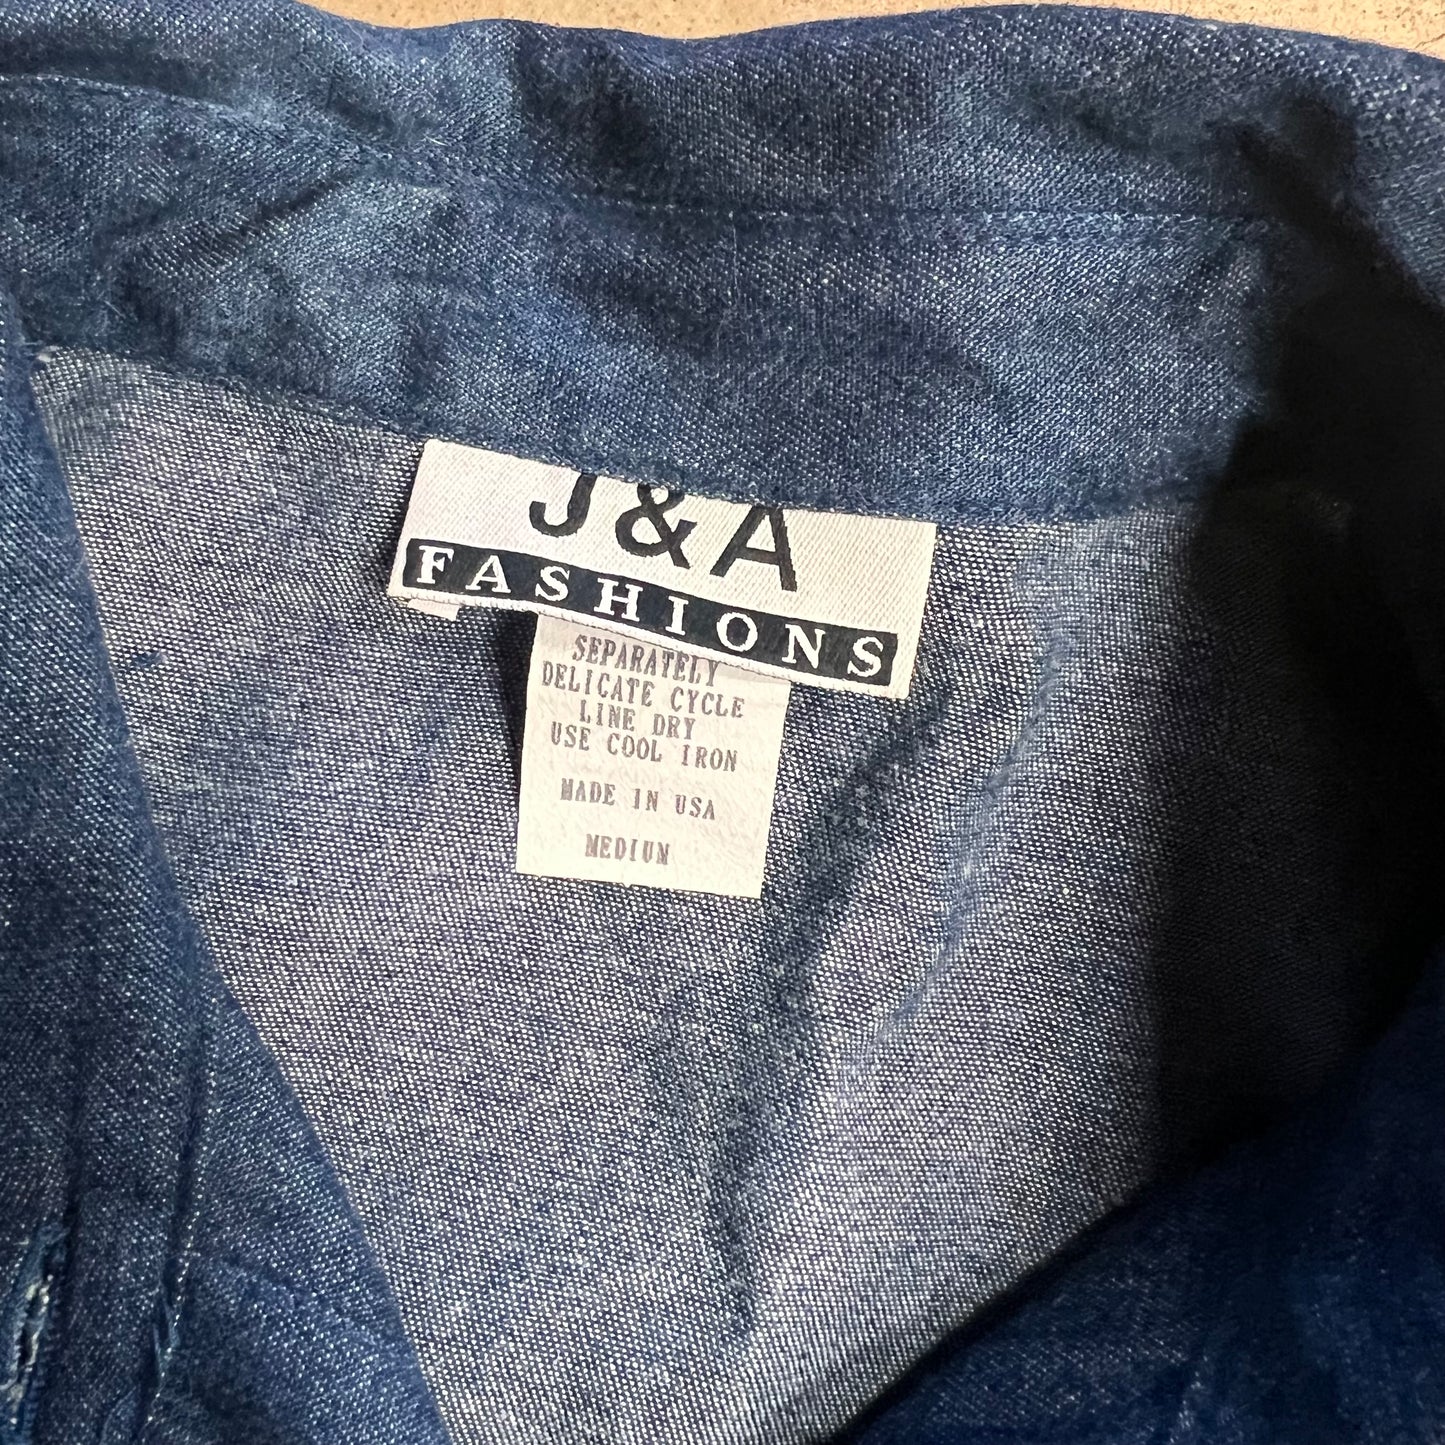 J&A
FASHIONS
SEPARATELY
DELICATE CYCLE
LINE DRY
USE COOL IRON
MADE IN USA
MEDIUM